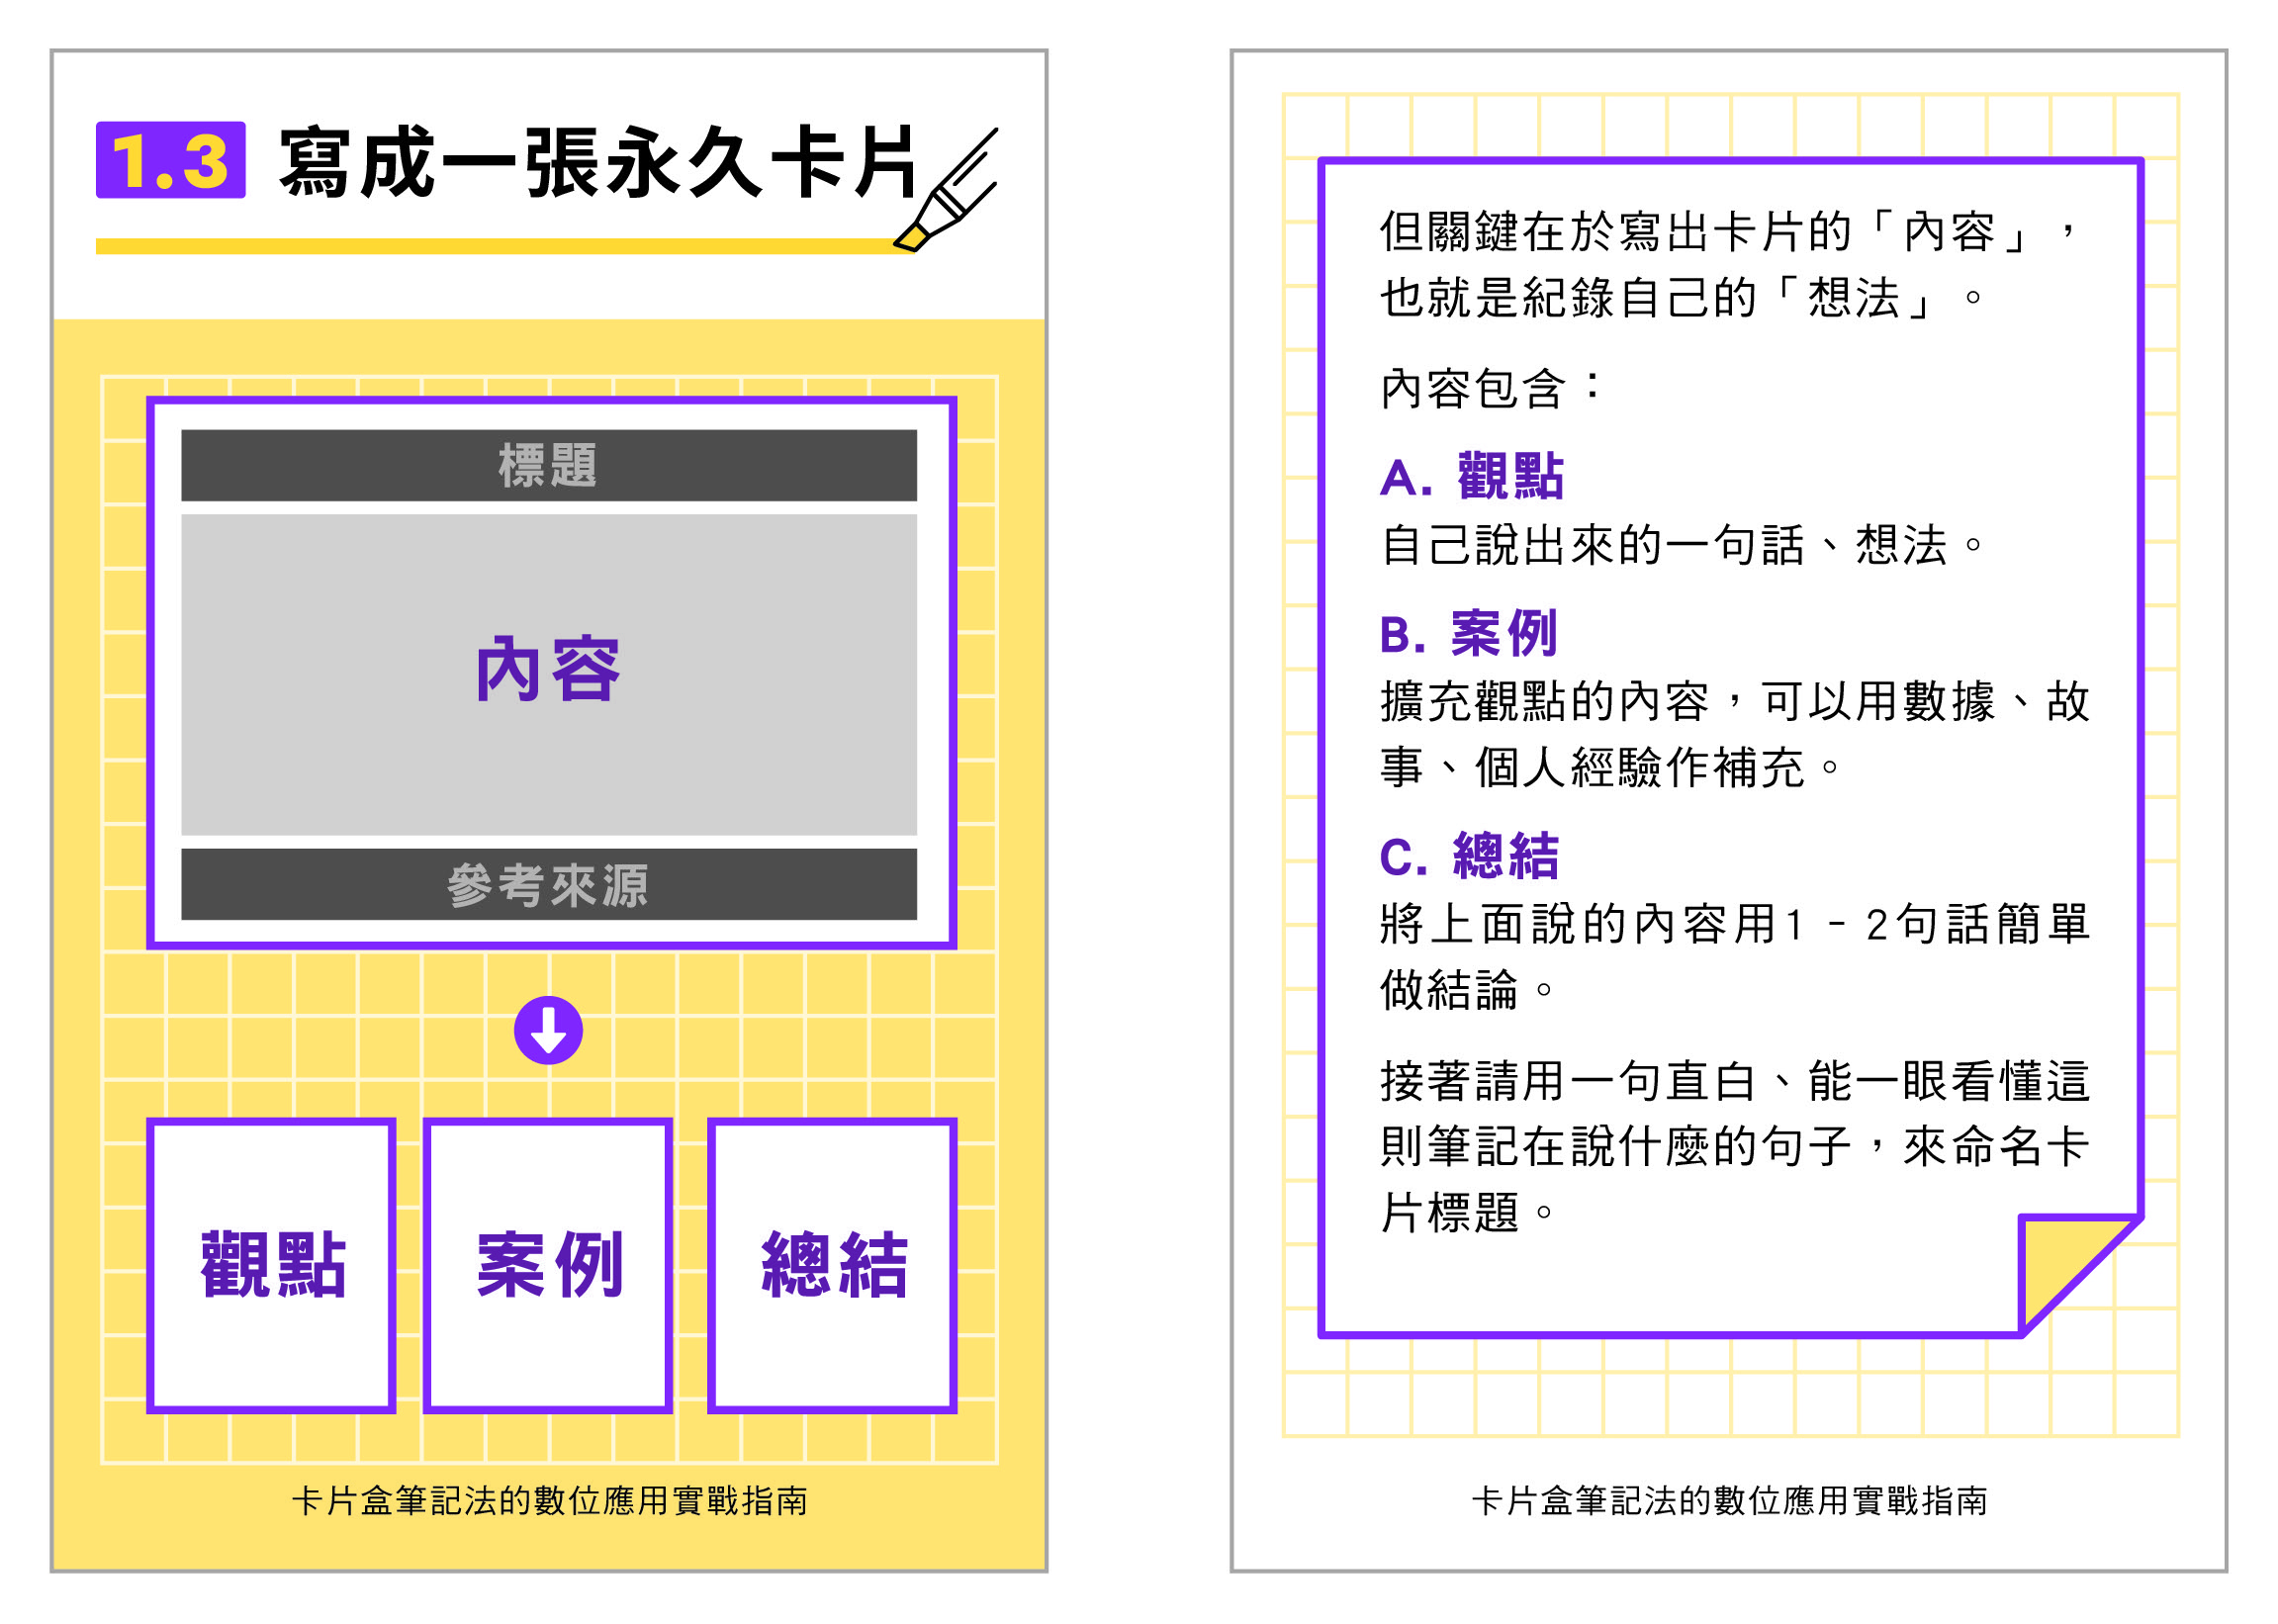 1.3 寫成一張永久卡片
標題
內容
參考來源
觀點
案例
總結
卡片盒筆記法的數位應用實戰指南
但關鍵在於寫出卡片的「內容」，
也就是紀錄自己的「想法」。
內容包含：
A. 觀點
自己說出來的一句話、想法。
B. 案例
擴充觀點的內容，可以用數據、故
事、個人經驗作補充。
C. 總結
將上面說的內容用1－2句話簡單
做結論。
接著請用一句直白、能一眼看懂這
則筆記在說什麼的句子，來命名卡
片標題。
卡片盒筆記法的數位應用實戰指南